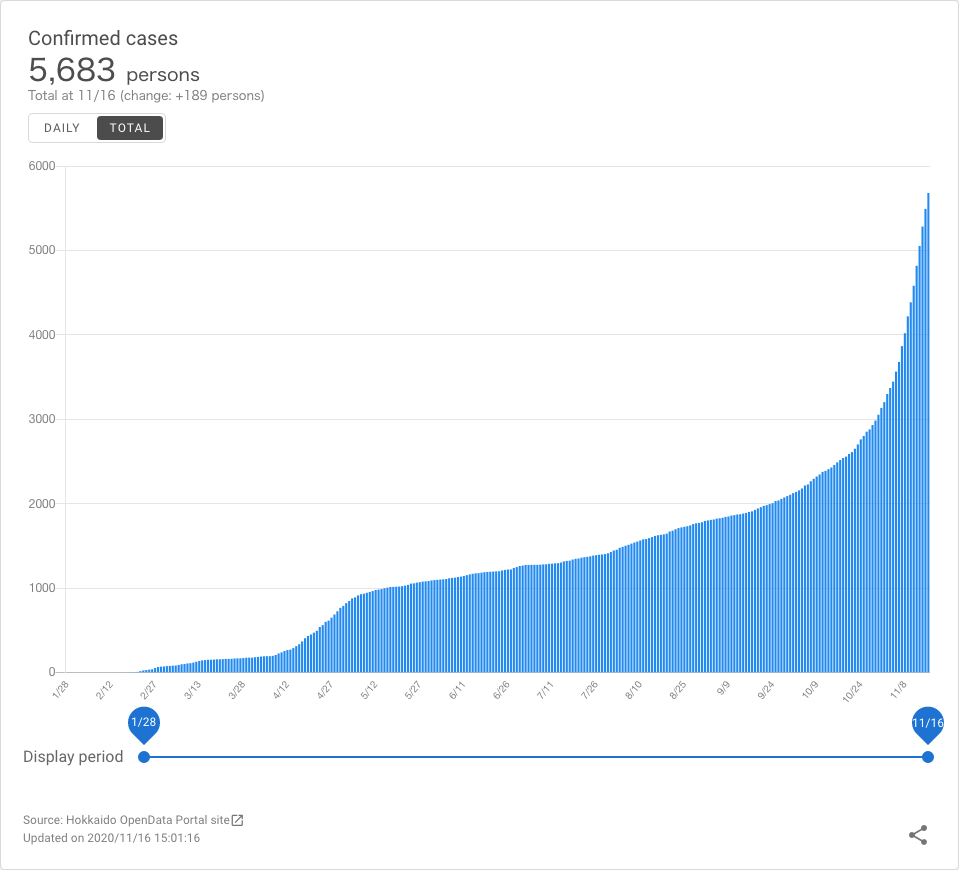 Confirmed cases
5,683 persons
Total at 11/16 (change: +189 persons)
DAILY TOTAL
6000
5000
4000
3000
2000
1000
0
1/28 2/12 2/27 3/13 3/28 4/12 4/27 5/12 5/27 6/11 6/26 7/11 7/26 8/10 8/25 9/9 9/24 10/9 10/24 11/8
1/28 11/16
Display period
Source: Hokkaido OpenData Portal site
Updated on 2020/11/16 15:01:16